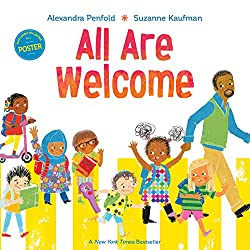 Alexandra Penfold Suzanne Kaufman
All Are
Welcome
POSTER
A New York Times Bestseller